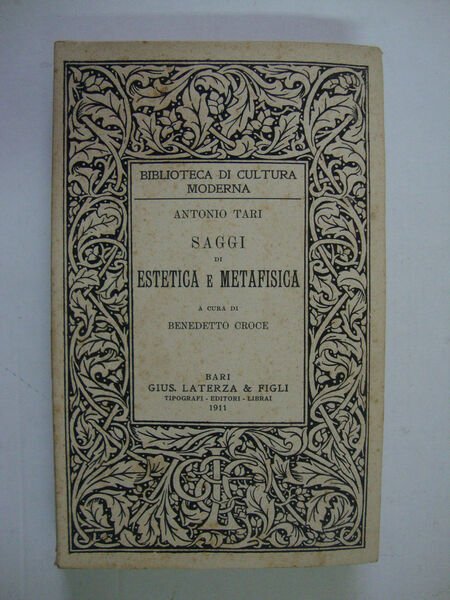 BIBLIOTECA DI CULTURA
MODERNA
ANTONIO TARI
SAGGI
DI
ESTETICA E METAFISICA
A CURA DI
BENEDETTO CROCE
BARI
GIUS. LATERZA & FIGLI
TIPOGRAFI - EDITORI - LIBRAI
1911